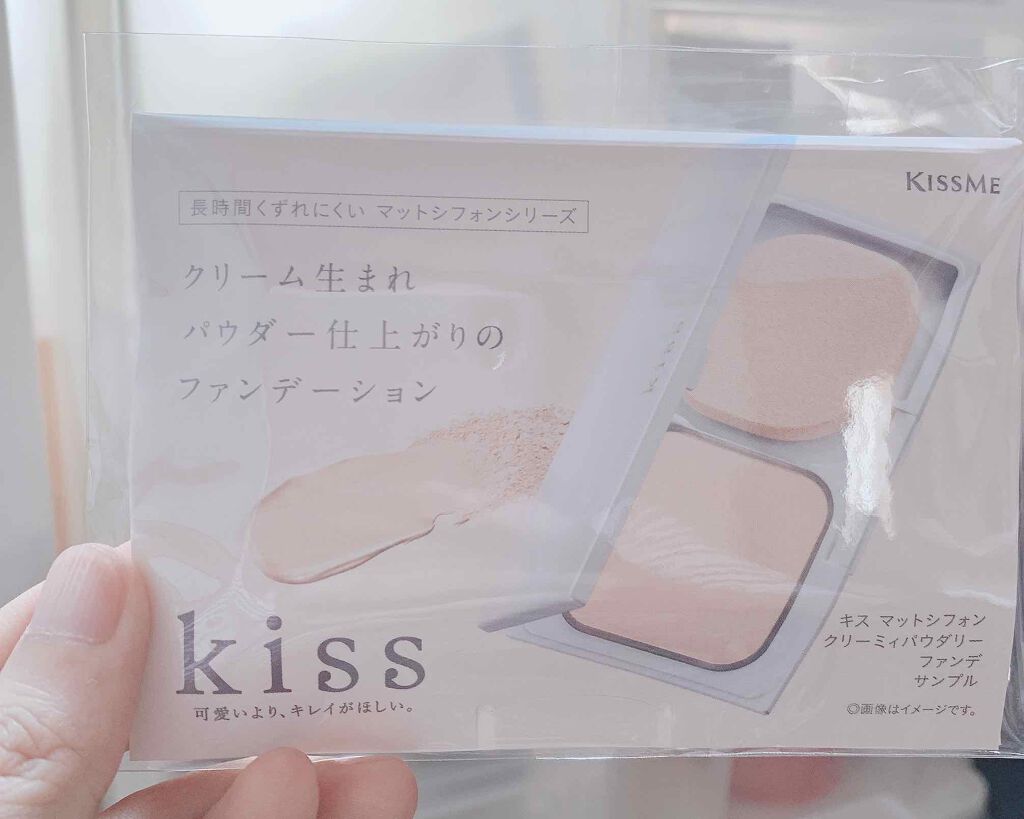 KISSME
長時間くずれにくい マットシフォンシリーズ
クリーム生まれ
パウダー仕上がりの
ファンデーション
kiss
可愛いより、キレイがほしい。
キス マットシフォン
クリーミィパウダリー
ファンデ
サンプル
◎画像はイメージです。